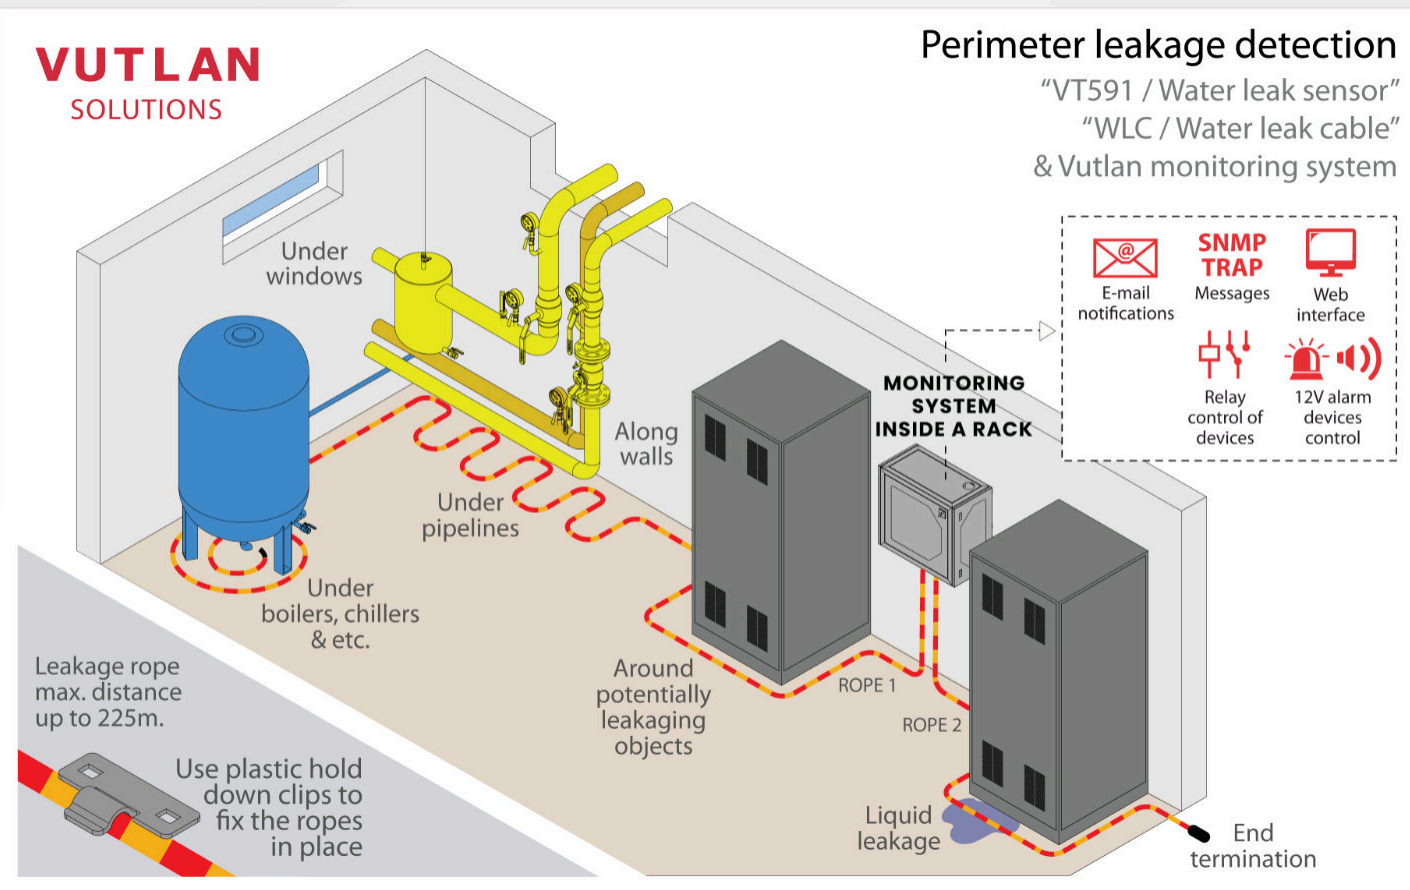 VUTLAN
SOLUTIONS
Perimeter leakage detection
“VT591 / Water leak sensor”
“WLC / Water leak cable”
& Vutlan monitoring system
@
E-mail
notifications
SNMP
TRAP
Messages
Web
interface
Relay
control of
devices
12V alarm
devices
control
Under
windows
MONITORING
SYSTEM
INSIDE A RACK
Along
walls
Under
pipelines
Under
boilers, chillers
& etc.
Around
potentially
leakaging
objects
ROPE 1
ROPE 2
Leakage rope
max. distance
up to 225m.
Use plastic hold
down clips to
fix the ropes
in place
Liquid
leakage
End
termination